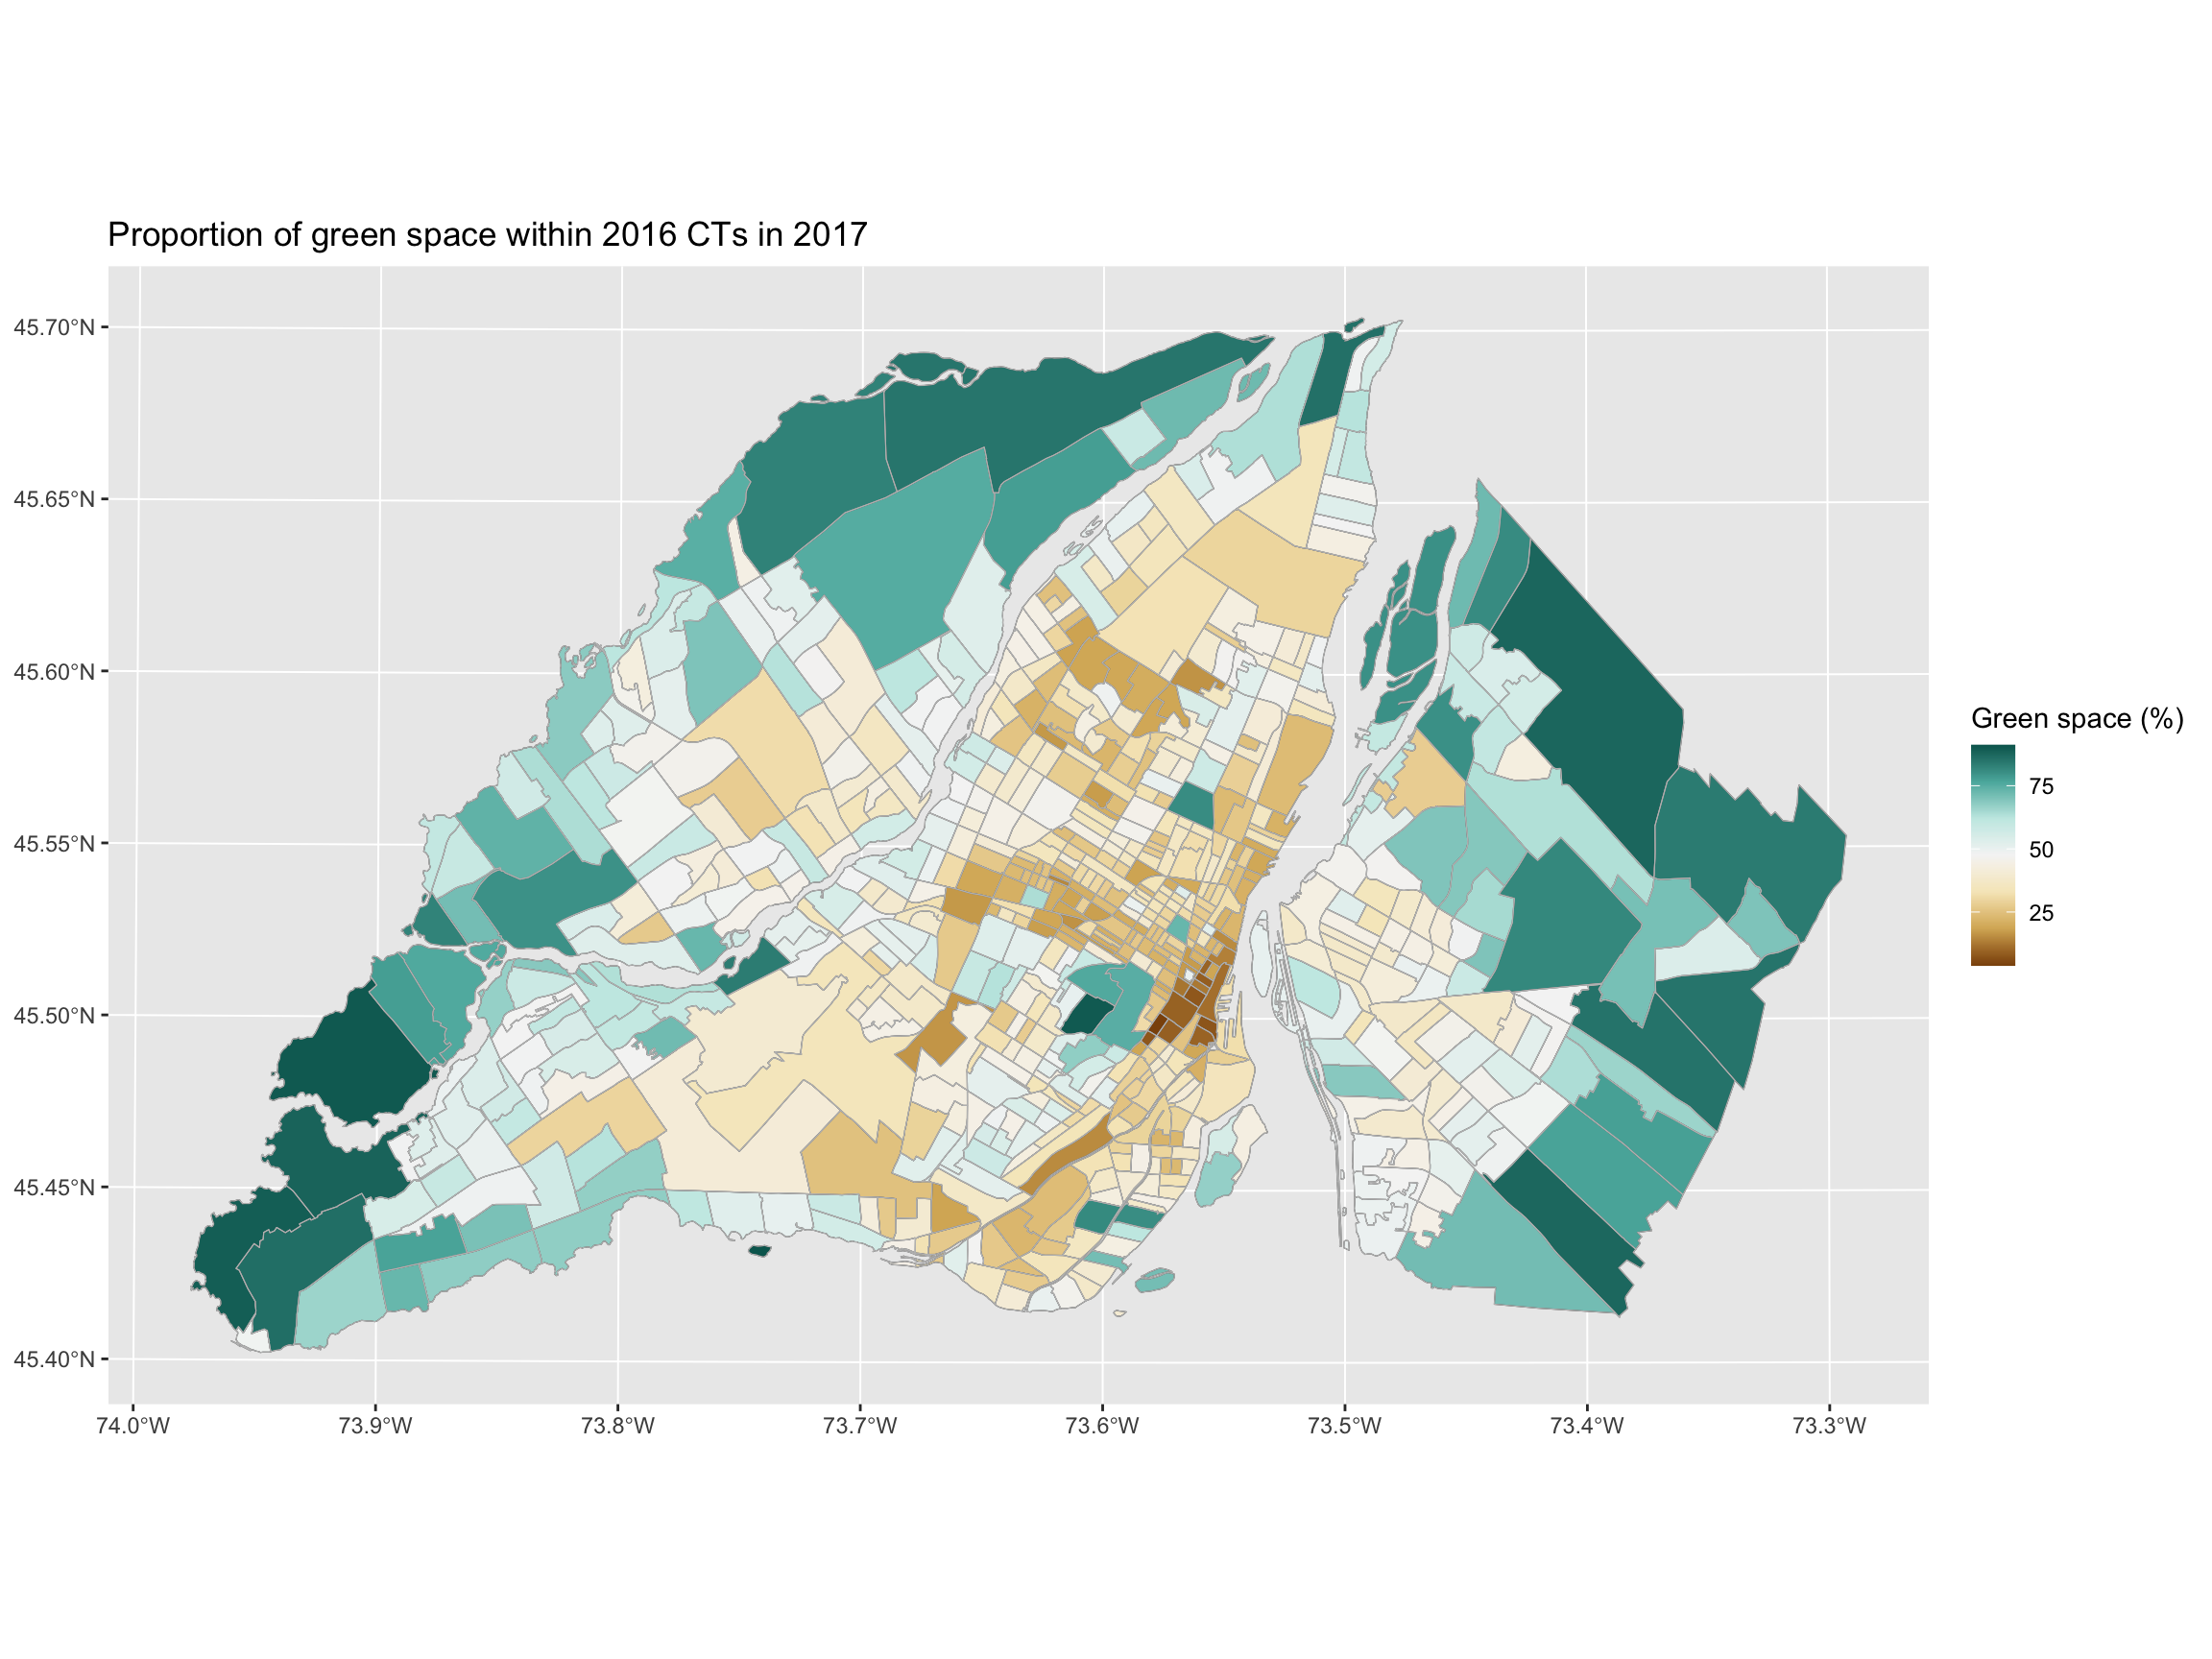 Proportion of green space within 2016 CTs in 2017
45.70°N
45.65°N
45.60°N
45.55°N
45.50°N
45.45°N
45.40°N
74.0°W 73.9°W 73.8°W 73.7°W 73.6°W 73.5°W 73.4°W 73.3°W
Green space (%)
75
50
25